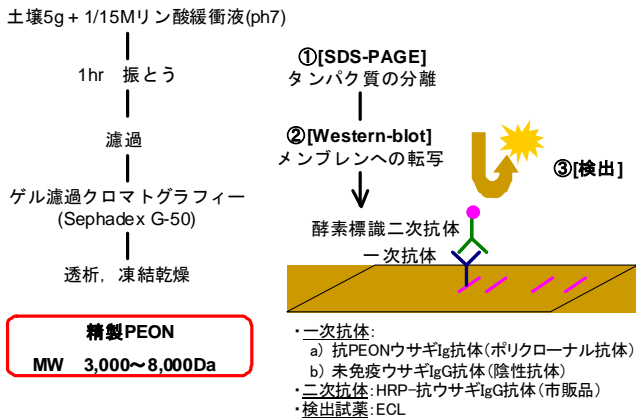 土壌5g + 1/15Mリン酸緩衝液(ph7)
1hr 振とう
濾過
ゲル濾過クロマトグラフィー
(Sephadex G-50)
透析，凍結乾燥
精製PEON
MW 3,000～8,000Da
①[SDS-PAGE]
タンパク質の分離
②[Western-blot]
メンブレンへの転写
③[検出]
酵素標識二次抗体
一次抗体
・一次抗体:
a) 抗PEONウサギIg抗体(ポリクローナル抗体)
b) 未免疫ウサギIgG抗体(陰性抗体)
・二次抗体:HRP-抗ウサギIgG抗体(市販品)
・検出試薬:ECL